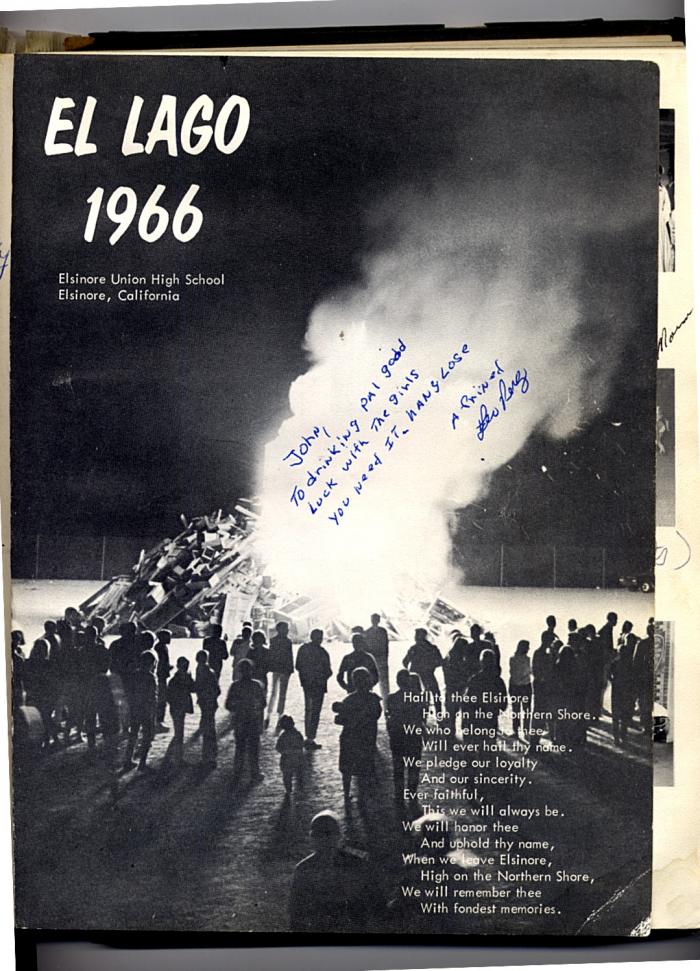 EL LAGO
1966
Elsinore Union High School
Elsinore, California
John,
To drinking pAl godd
Luck with The girls
You Need IT. HANg LOSE
A Frined
Perez
Hail to thee Elsinore
High on the Northern Shore.
We who belong to thee
Will ever hail thy name.
We pledge our loyalty
And our sincerity.
Ever faithful,
This we will always be.
We will honor thee
And uphold thy name,
When we leave Elsinore,
High on the Northern Shore,
We will remember thee
With fondest memories.